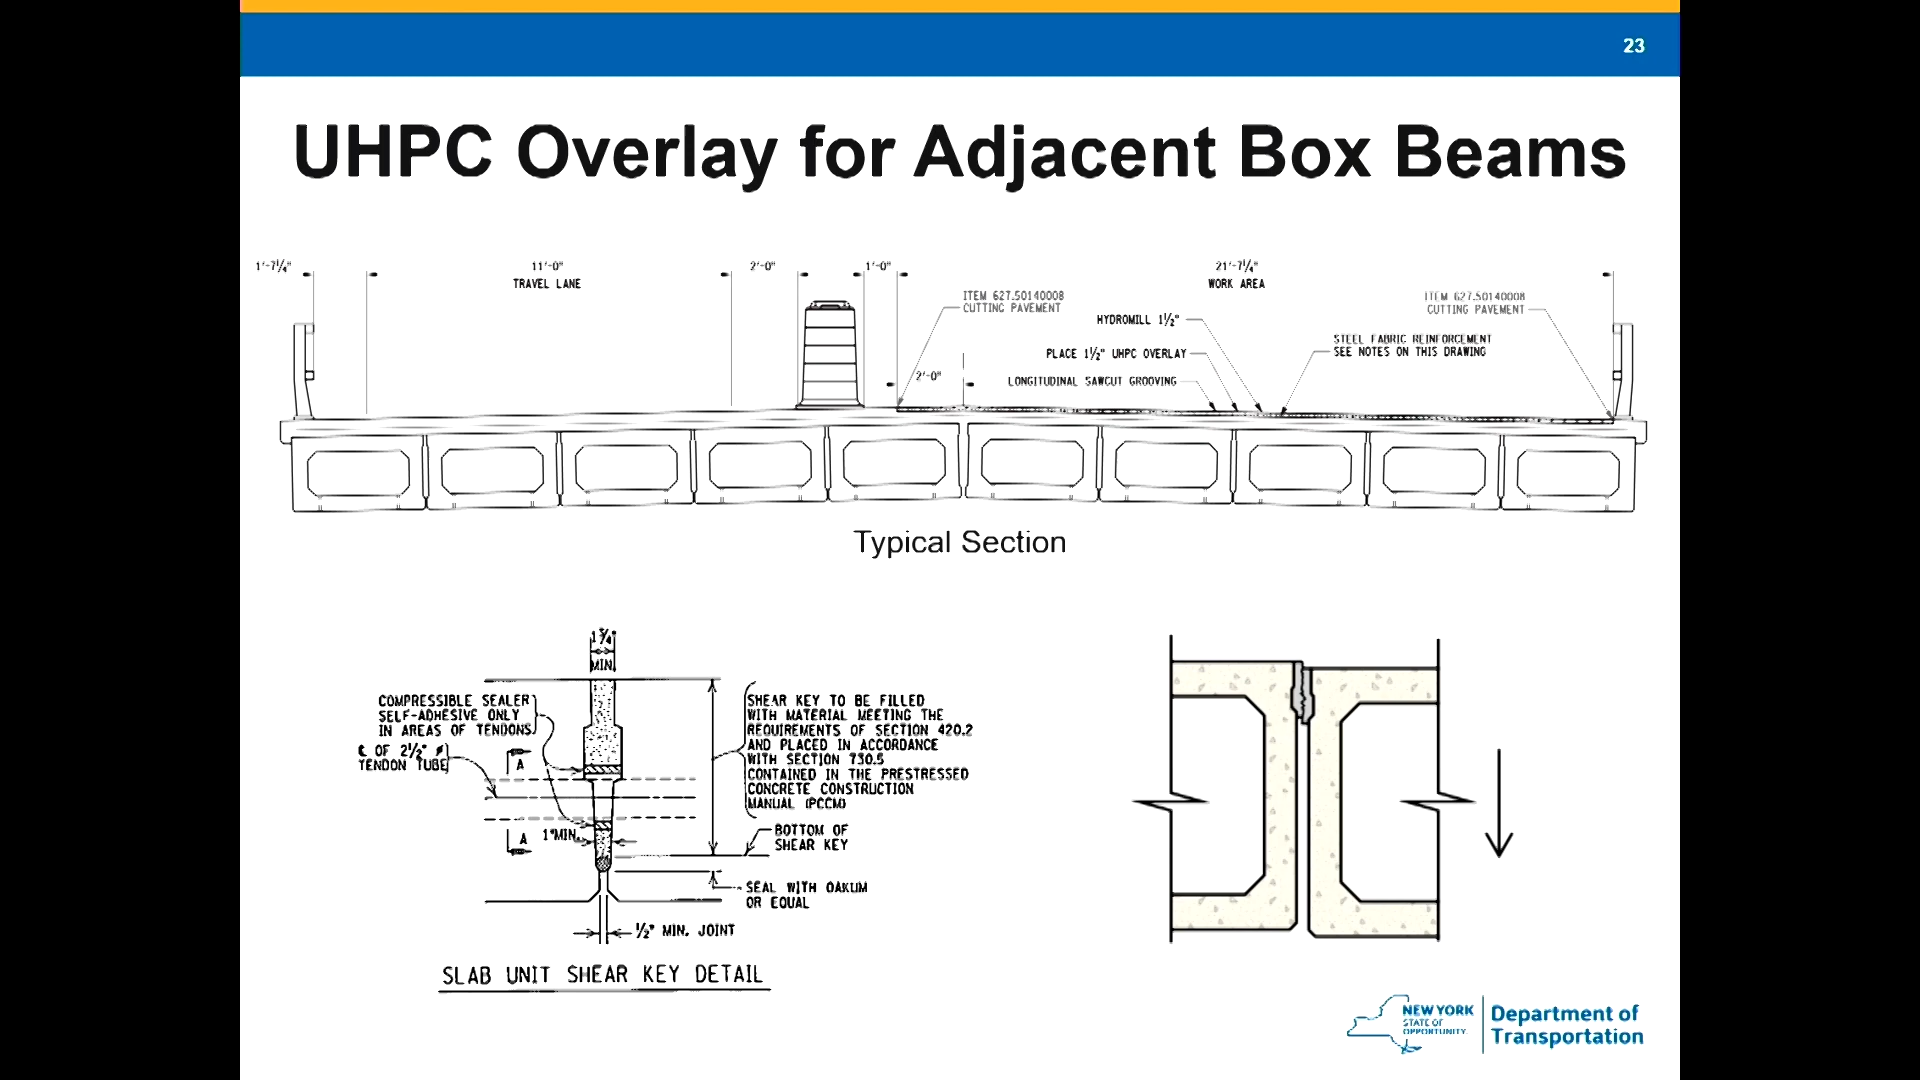 23
UHPC Overlay for Adjacent Box Beams
1'-7¼"
11'-0"
TRAVEL LANE
2'-0"
1'-0"
21'-7¼"
WORK AREA
ITEM 627.50140008
CUTTING PAVEMENT
ITEM 627.50140008
CUTTING PAVEMENT
HYDROMILL 1½"
STEEL FABRIC REINFORCEMENT
SEE NOTES ON THIS DRAWING
PLACE 1½" UHPC OVERLAY
2'-0"
LONGITUDINAL SAWCUT GROOVING
Typical Section
1¾"
MIN.
COMPRESSIBLE SEALER
SELF-ADHESIVE ONLY
IN AREAS OF TENDONS
℄ OF 2½" ø
TENDON TUBE
A
A
1"MIN.
SHEAR KEY TO BE FILLED
WITH MATERIAL MEETING THE
REQUIREMENTS OF SECTION 420.2
AND PLACED IN ACCORDANCE
WITH SECTION 730.5
CONTAINED IN THE PRESTRESSED
CONCRETE CONSTRUCTION
MANUAL (PCCM)
BOTTOM OF
SHEAR KEY
SEAL WITH OAKUM
OR EQUAL
½" MIN. JOINT
SLAB UNIT SHEAR KEY DETAIL
NEW YORK
STATE OF
OPPORTUNITY.
Department of
Transportation